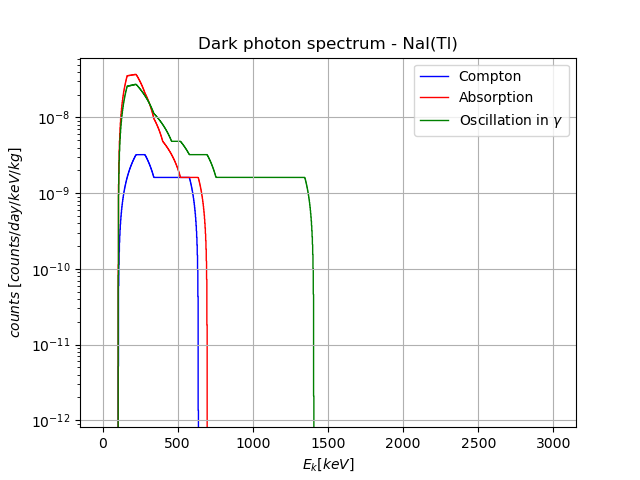 Dark photon spectrum - NaI(Tl)
Compton
Absorption
Oscillation in γ
10⁻⁸
10⁻⁹
10⁻¹⁰
10⁻¹¹
10⁻¹²
counts [counts/day/keV/kg]
0 500 1000 1500 2000 2500 3000
Eₖ[keV]